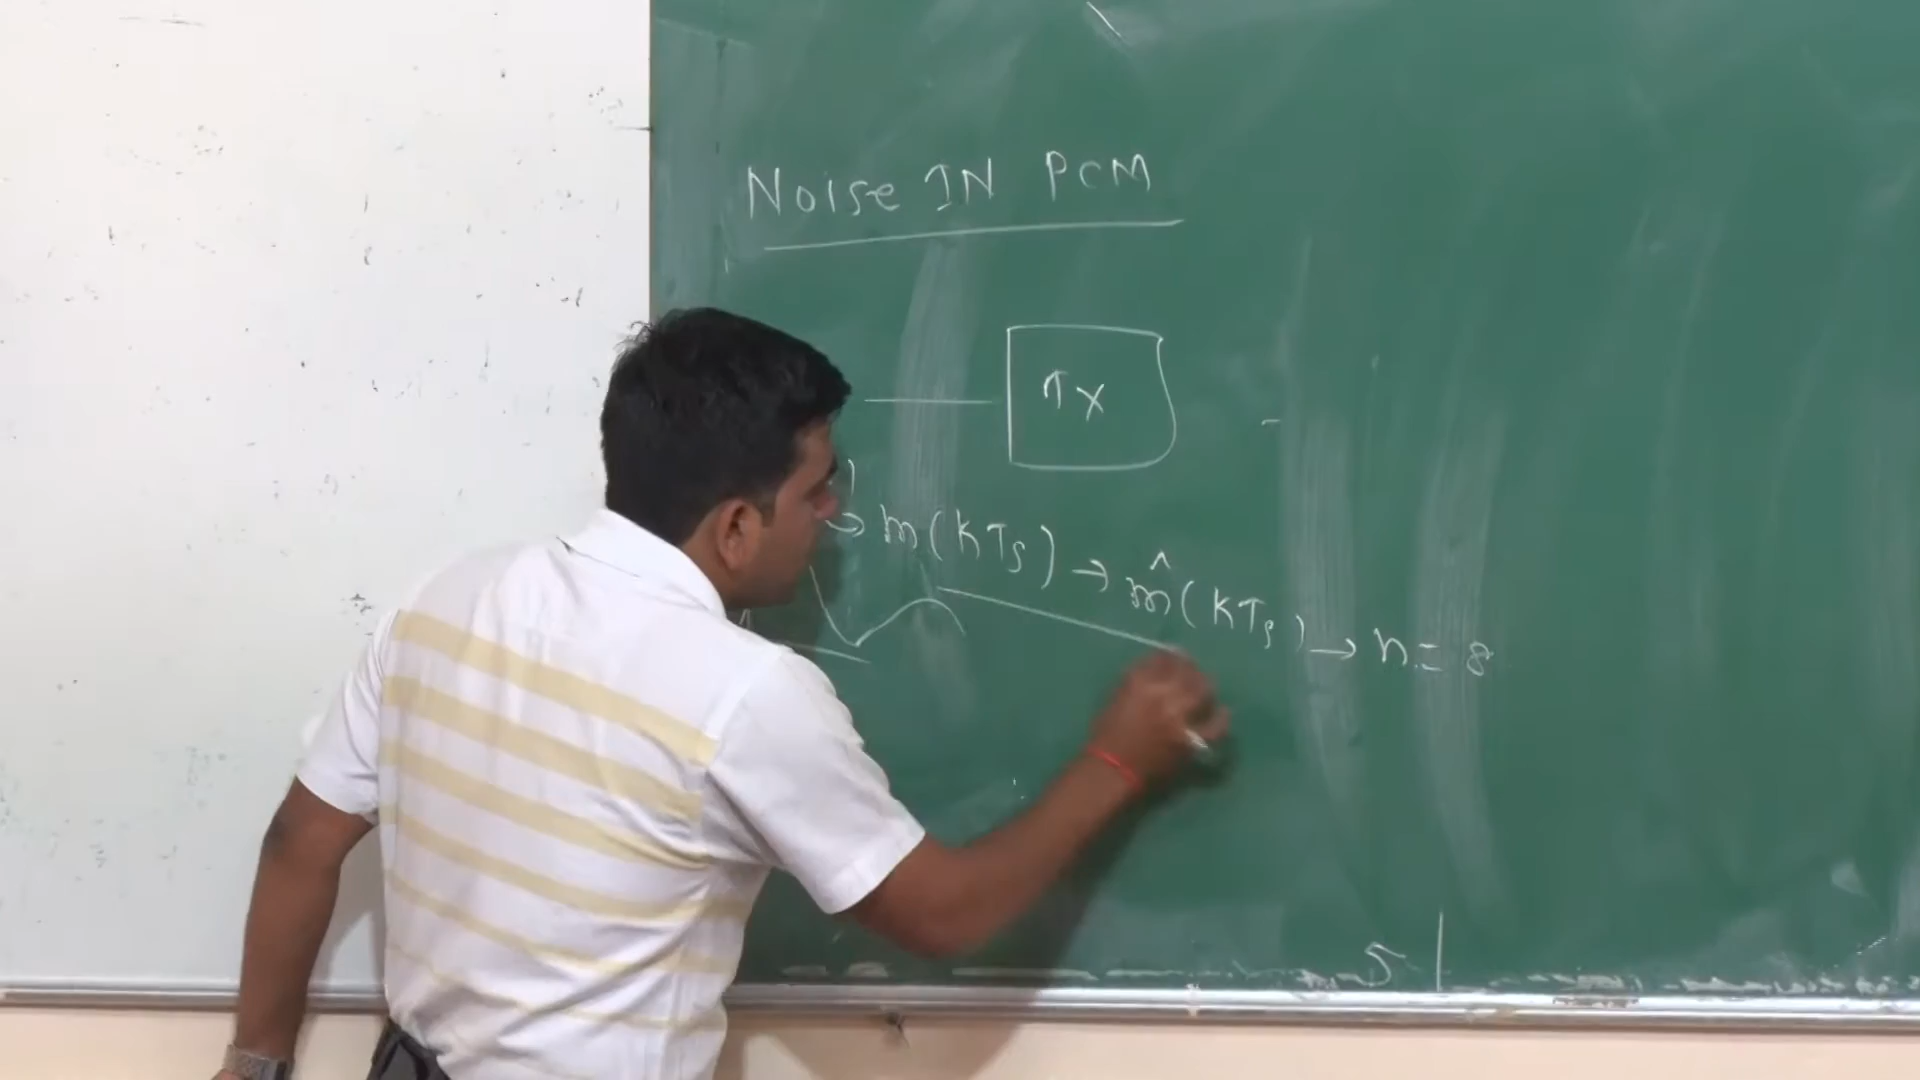 NOISE IN PCM
TX
) → m(KTs) → m̂(KTs) → n = 8